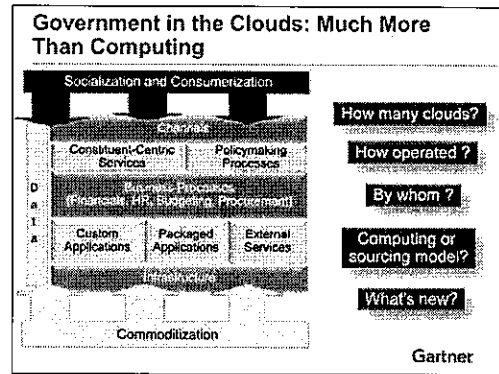 Government in the Clouds: Much More
Than Computing
Socialization and Consumerization
Channels
Constituent-Centric
Services
Policymaking
Processes
Data
Business Processes
(Financials, HR, Budgeting, Procurement)
Custom
Applications
Packaged
Applications
External
Services
Infrastructure
Commoditization
How many clouds?
How operated ?
By whom ?
Computing or
sourcing model?
What's new?
Gartner